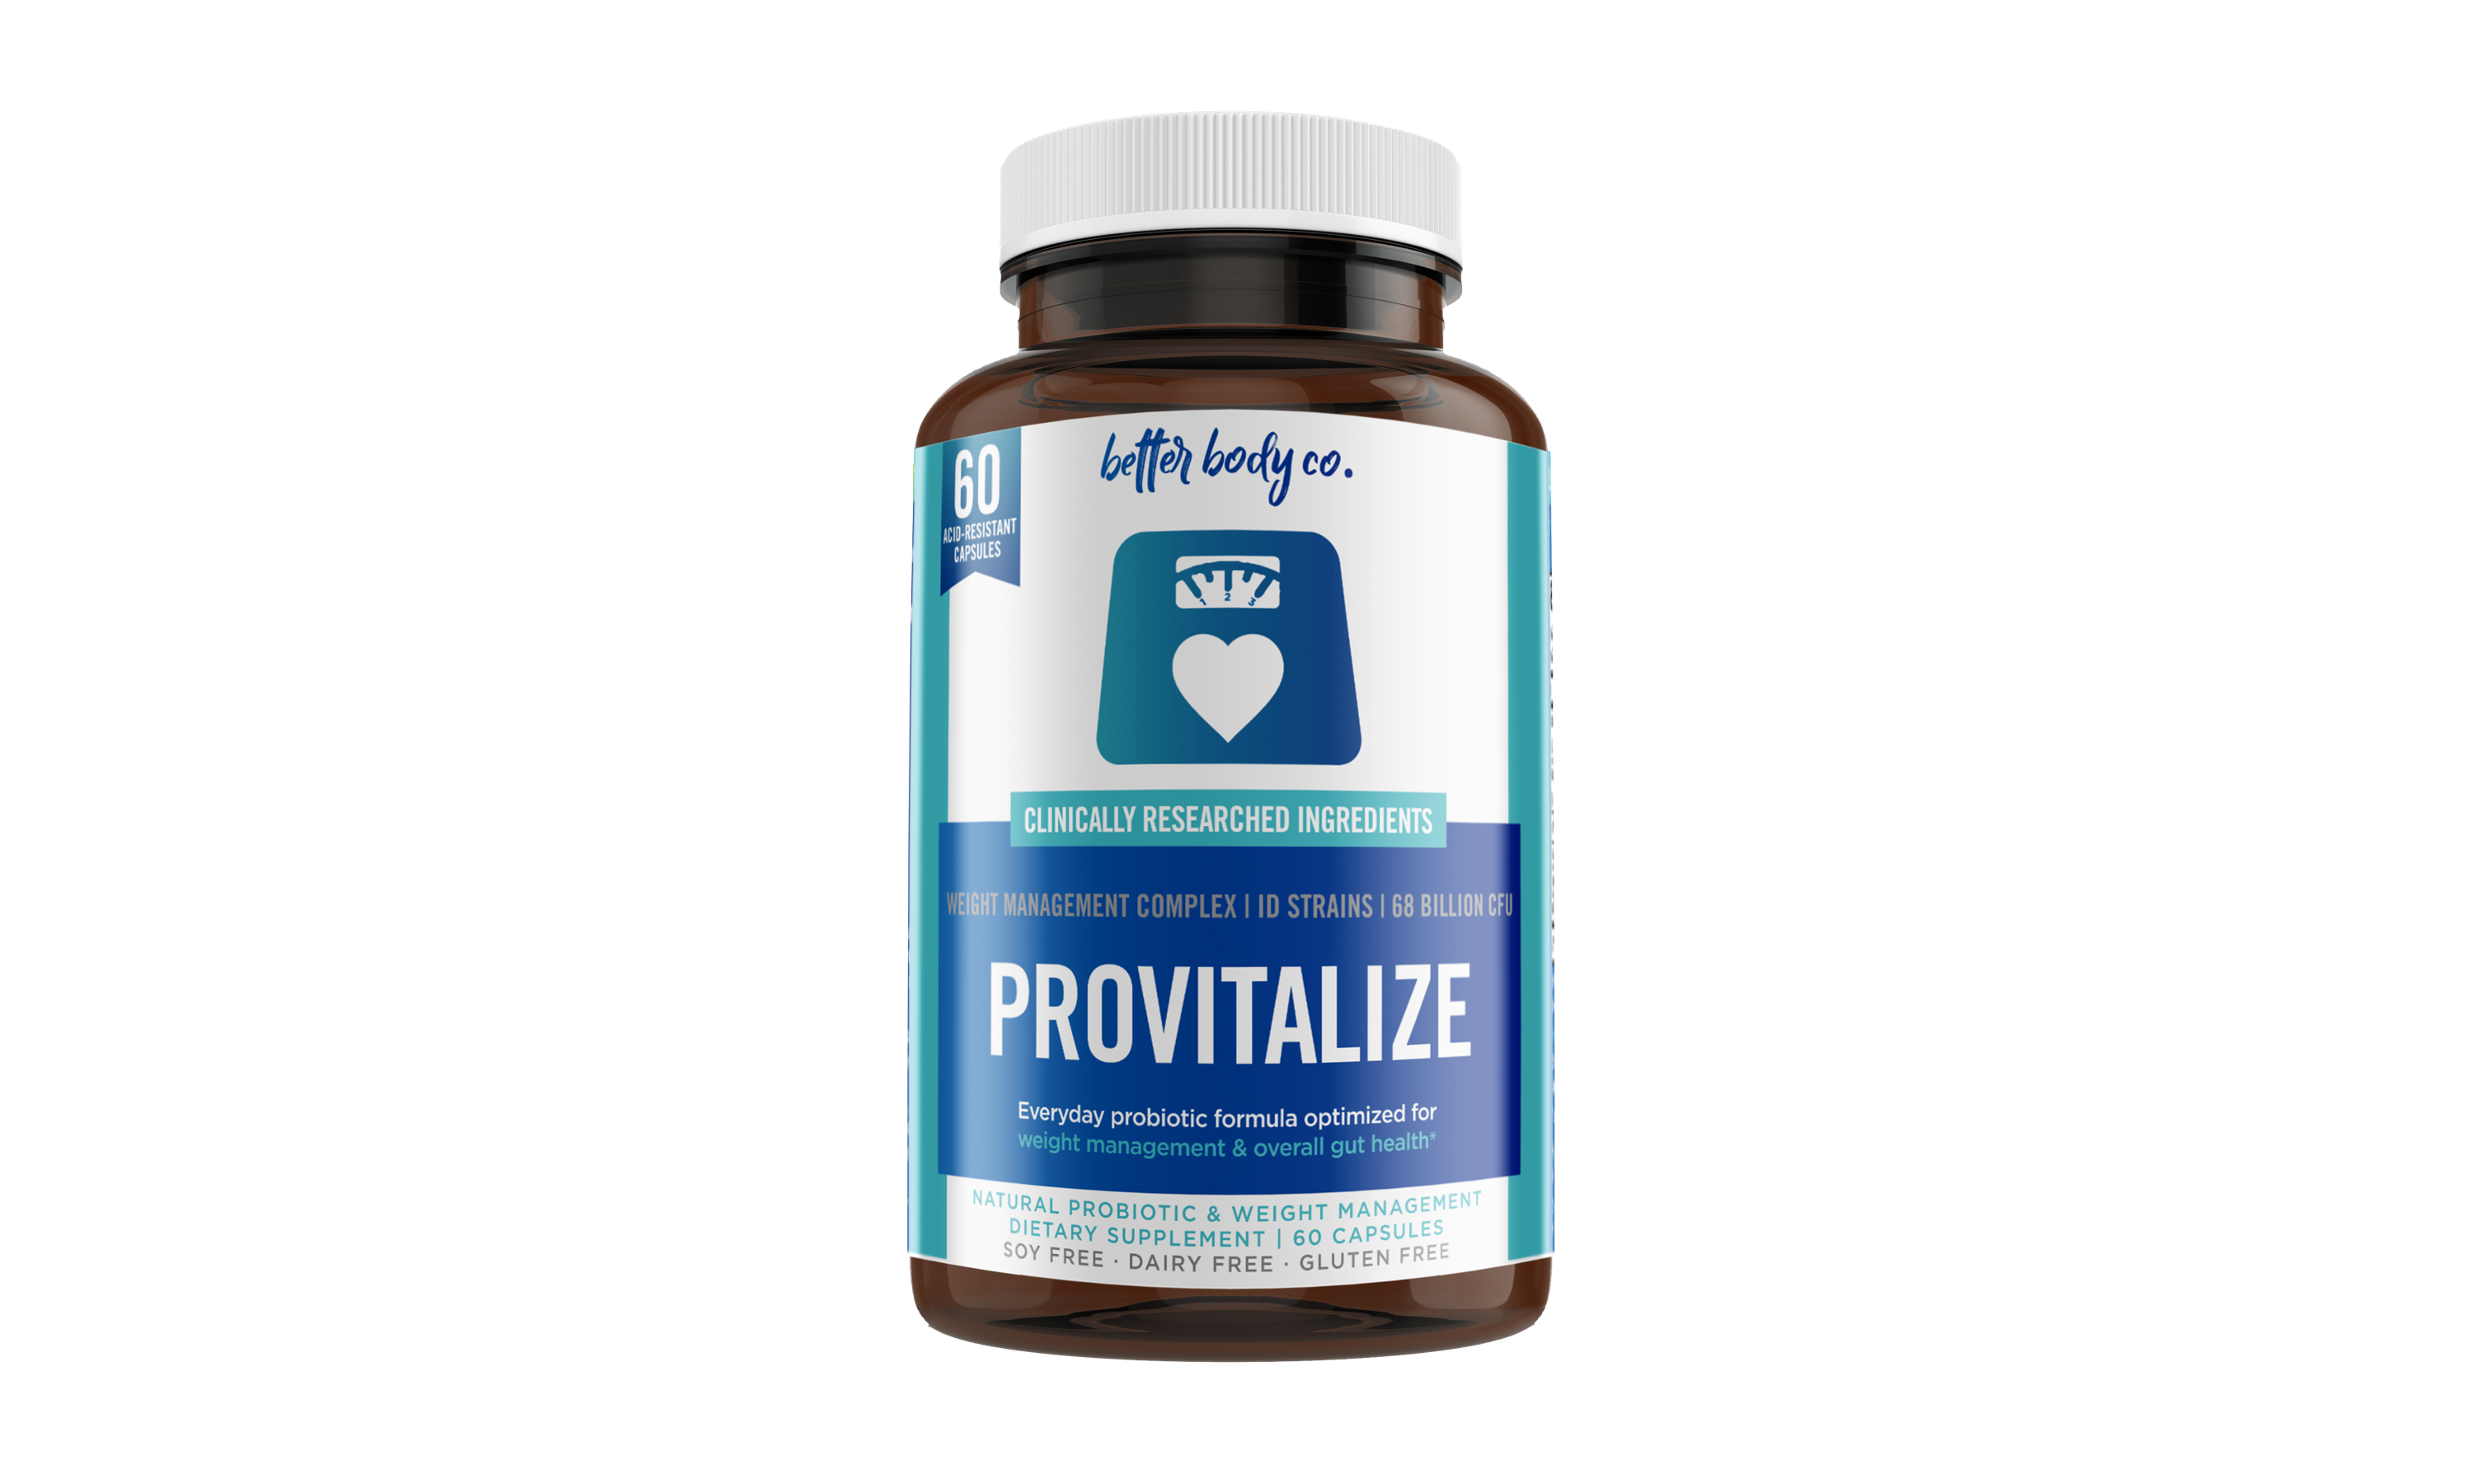 better body co.
60
ACID-RESISTANT
CAPSULES
1 2 3
CLINICALLY RESEARCHED INGREDIENTS
WEIGHT MANAGEMENT COMPLEX | ID STRAINS | 68 BILLION CFU
PROVITALIZE
Everyday probiotic formula optimized for
weight management & overall gut health*
NATURAL PROBIOTIC & WEIGHT MANAGEMENT
DIETARY SUPPLEMENT | 60 CAPSULES
SOY FREE · DAIRY FREE · GLUTEN FREE